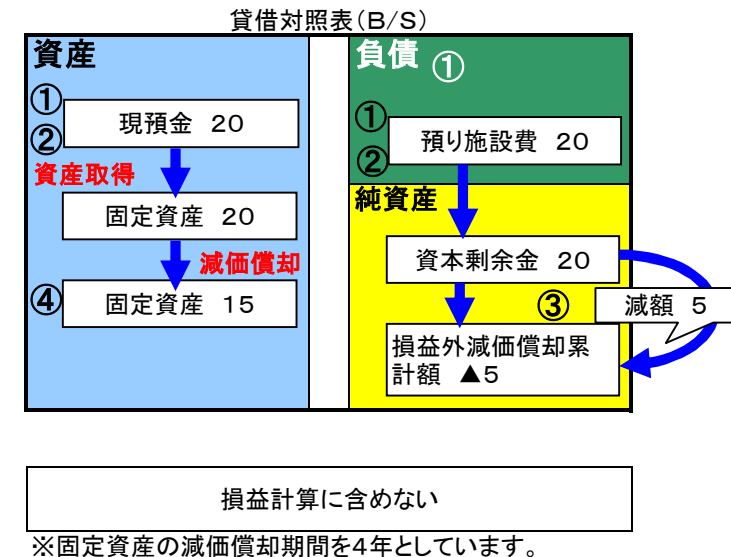 貸借対照表（B/S）
資産
①
②
現預金　２０
資産取得
固定資産　２０
減価償却
④
固定資産　１５
負債 ①
①
②
預り施設費　２０
純資産
資本剰余金　２０
③
減額　５
損益外減価償却累
計額　▲５
損益計算に含めない
※固定資産の減価償却期間を４年としています。